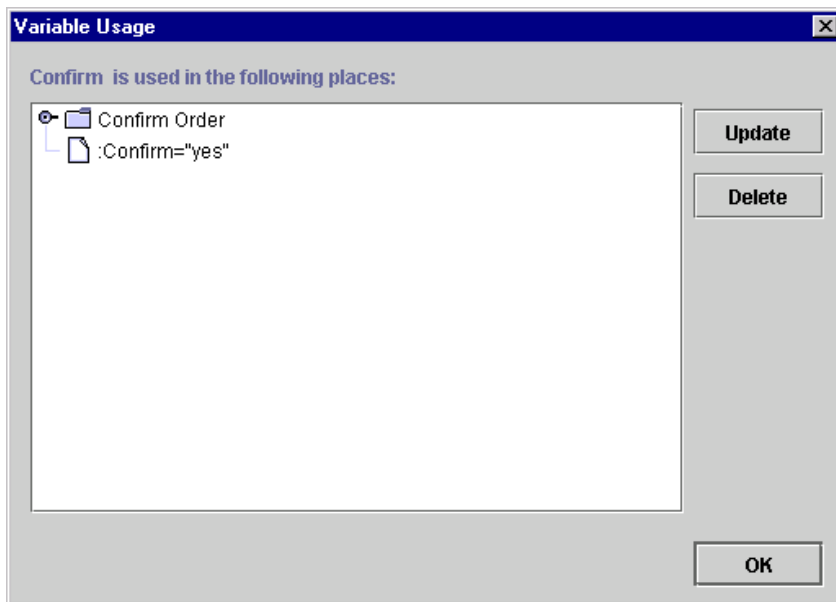 Variable Usage
Confirm is used in the following places:
Confirm Order
:Confirm="yes"
Update
Delete
OK